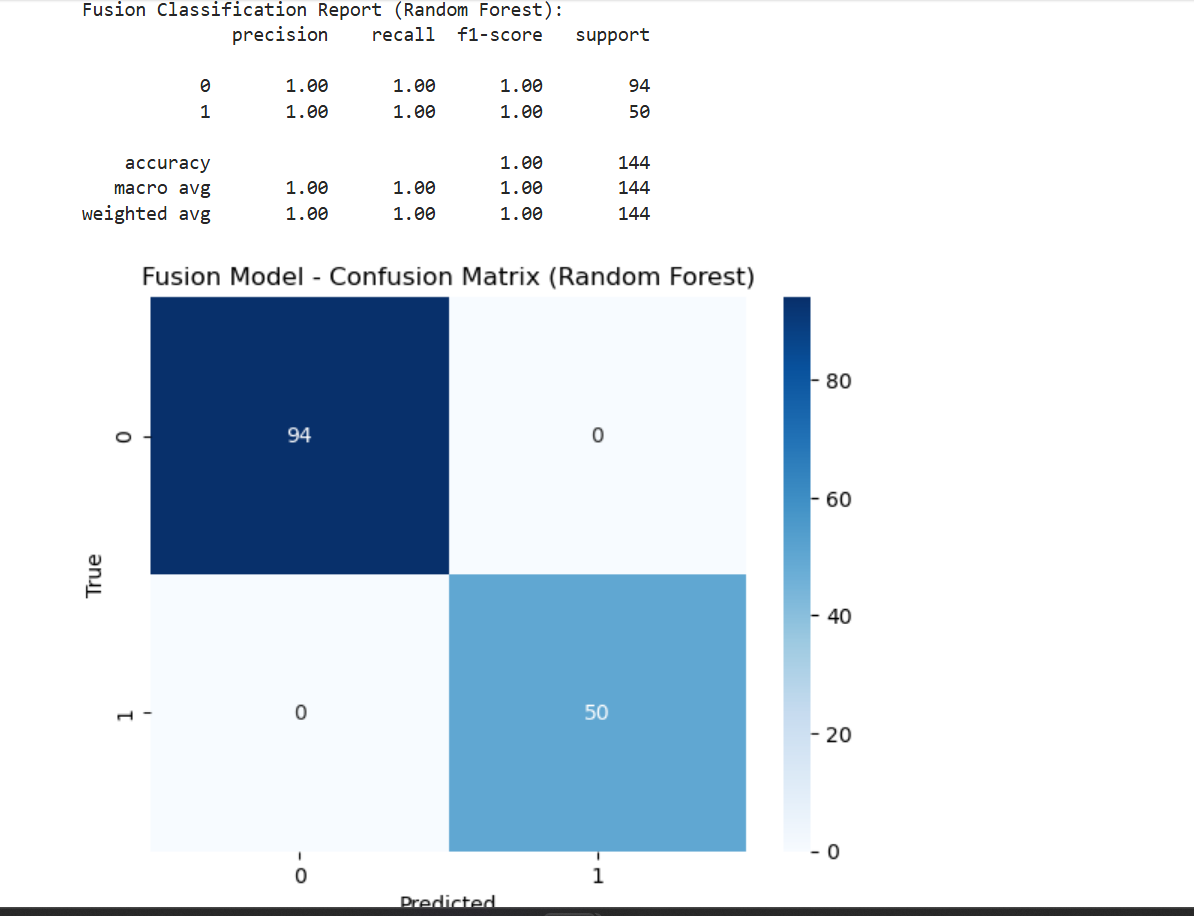 Fusion Classification Report (Random Forest):
precision recall f1-score support
0 1.00 1.00 1.00 94
1 1.00 1.00 1.00 50
accuracy 1.00 144
macro avg 1.00 1.00 1.00 144
weighted avg 1.00 1.00 1.00 144
Fusion Model - Confusion Matrix (Random Forest)
80
94 0
0
60
True
40
1
0 50
20
0
0 1
Predicted